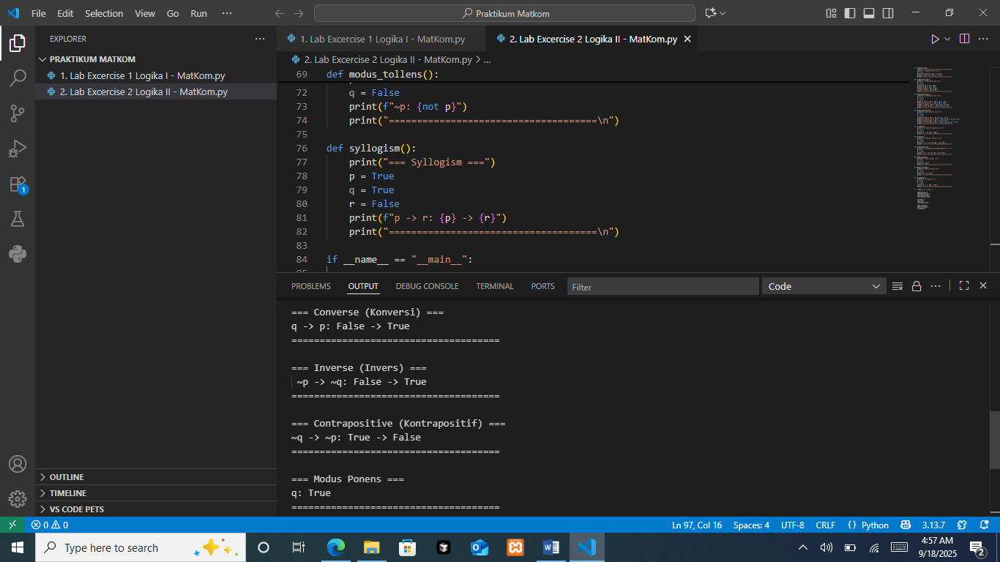 File Edit Selection View Go Run ···
Praktikum Matkom
EXPLORER
PRAKTIKUM MATKOM
1. Lab Excercise 1 Logika I - MatKom.py
2. Lab Excercise 2 Logika II - MatKom.py
OUTLINE
TIMELINE
VS CODE PETS
1
1. Lab Excercise 1 Logika I - MatKom.py
2. Lab Excercise 2 Logika II - MatKom.py
2. Lab Excercise 2 Logika II - MatKom.py > ...
69 def modus_tollens():
72 q = False
73 print(f"~p: {not p}")
74 print("=====================================\n")
75
76 def syllogism():
77 print("=== Syllogism ===")
78 p = True
79 q = True
80 r = False
81 print(f"p -> r: {p} -> {r}")
82 print("=====================================\n")
83
84 if __name__ == "__main__":
PROBLEMS OUTPUT DEBUG CONSOLE TERMINAL PORTS Filter Code
=== Converse (Konversi) ===
q -> p: False -> True
=====================================
=== Inverse (Invers) ===
~p -> ~q: False -> True
=====================================
=== Contrapositive (Kontrapositif) ===
~q -> ~p: True -> False
=====================================
=== Modus Ponens ===
q: True
=====================================
0 0 Ln 97, Col 16 Spaces: 4 UTF-8 CRLF {} Python 3.13.7
Type here to search
4:57 AM
9/18/2025
2